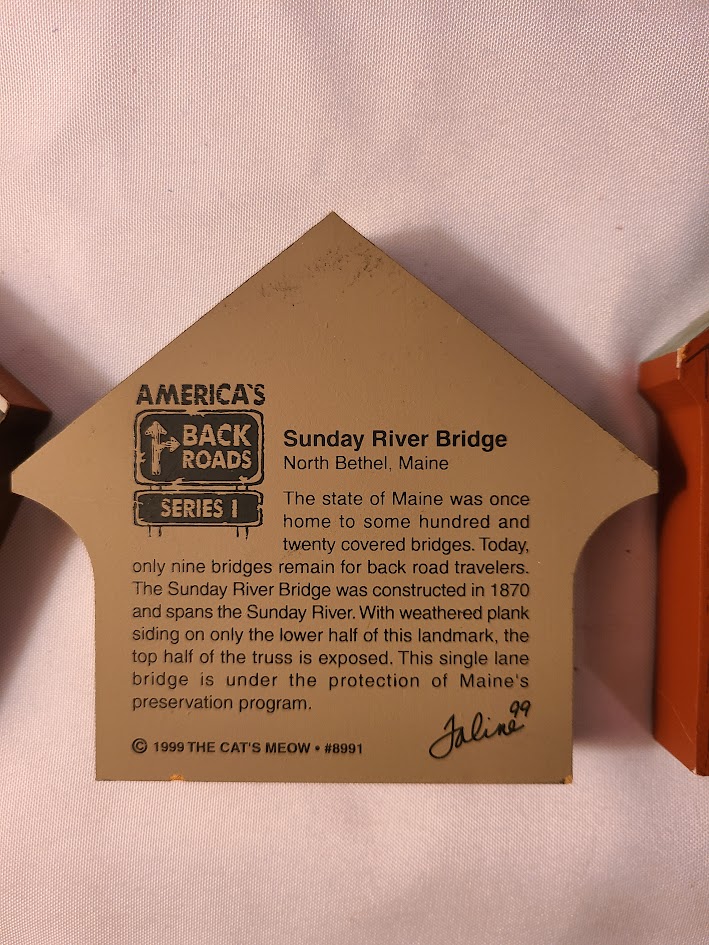 AMERICA'S
BACK
ROADS
SERIES I
Sunday River Bridge
North Bethel, Maine
The state of Maine was once
home to some hundred and
twenty covered bridges. Today,
only nine bridges remain for back road travelers.
The Sunday River Bridge was constructed in 1870
and spans the Sunday River. With weathered plank
siding on only the lower half of this landmark, the
top half of the truss is exposed. This single lane
bridge is under the protection of Maine's
preservation program.
© 1999 THE CAT'S MEOW • #8991
Faline 99